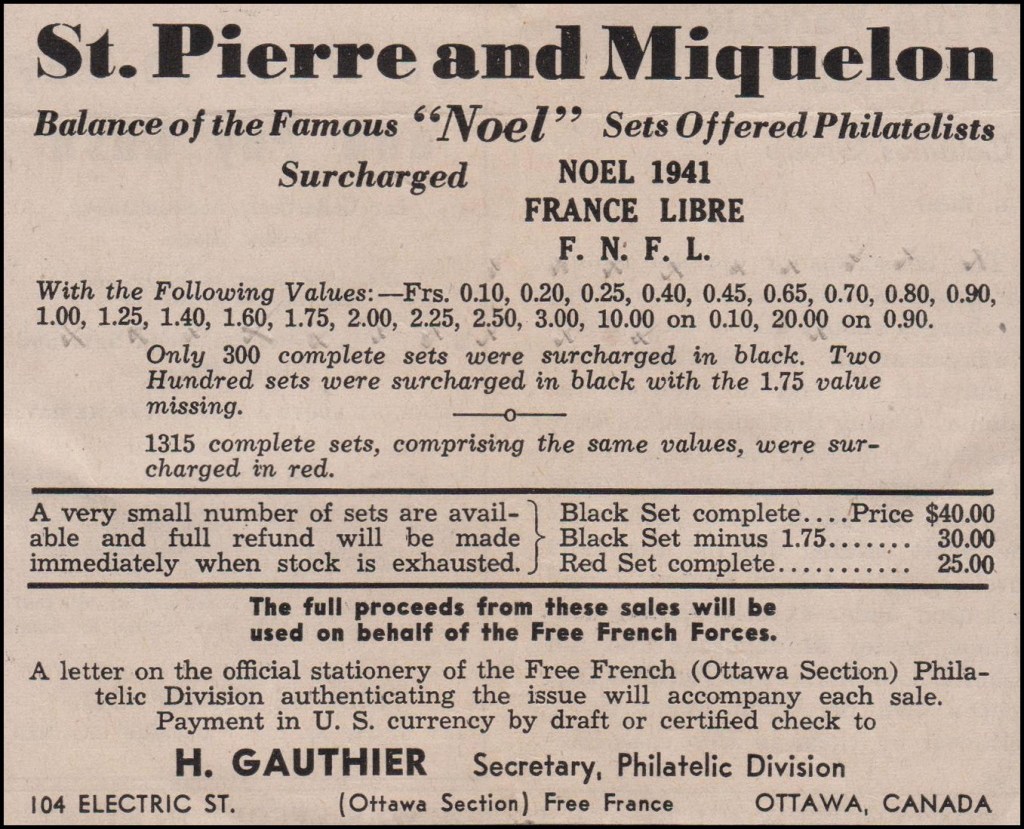 St. Pierre and Miquelon
Balance of the Famous “Noel” Sets Offered Philatelists
Surcharged NOEL 1941
FRANCE LIBRE
F. N. F. L.
With the Following Values:—Frs. 0.10, 0.20, 0.25, 0.40, 0.45, 0.65, 0.70, 0.80, 0.90,
1.00, 1.25, 1.40, 1.60, 1.75, 2.00, 2.25, 2.50, 3.00, 10.00 on 0.10, 20.00 on 0.90.
Only 300 complete sets were surcharged in black. Two
Hundred sets were surcharged in black with the 1.75 value
missing.
1315 complete sets, comprising the same values, were sur-
charged in red.
A very small number of sets are avail-
able and full refund will be made
immediately when stock is exhausted.
Black Set complete....Price $40.00
Black Set minus 1.75....... 30.00
Red Set complete........... 25.00
The full proceeds from these sales will be
used on behalf of the Free French Forces.
A letter on the official stationery of the Free French (Ottawa Section) Phila-
telic Division authenticating the issue will accompany each sale.
Payment in U. S. currency by draft or certified check to
H. GAUTHIER Secretary, Philatelic Division
104 ELECTRIC ST. (Ottawa Section) Free France OTTAWA, CANADA